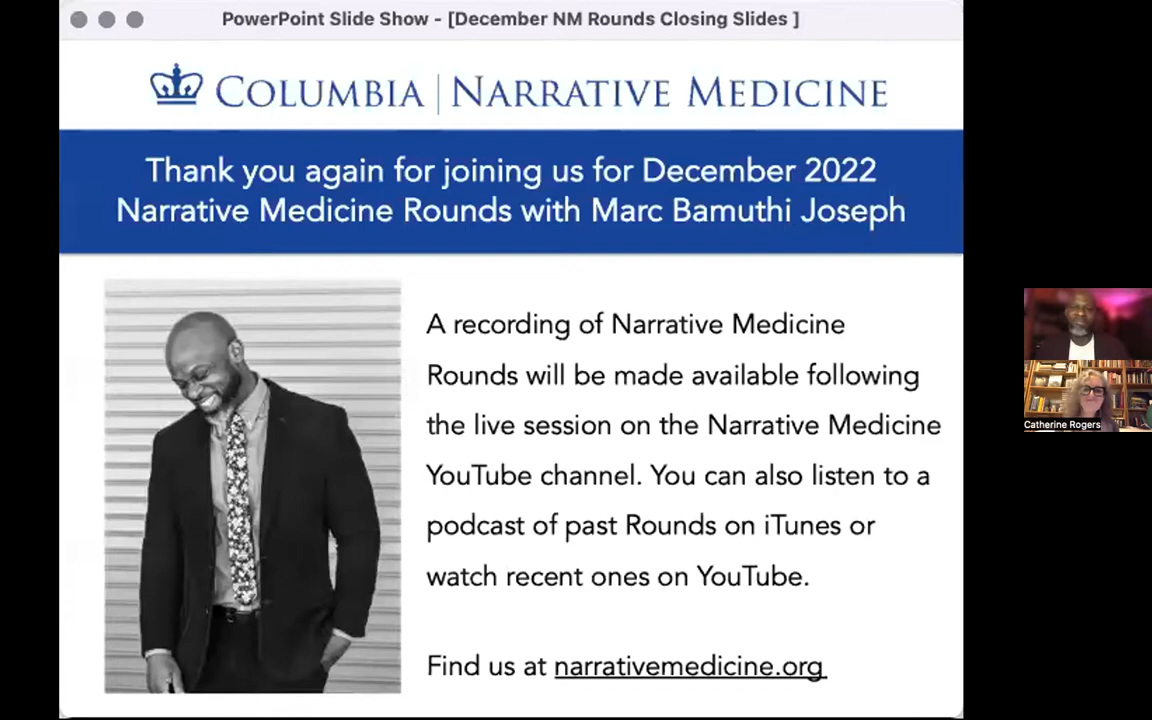 PowerPoint Slide Show - [December NM Rounds Closing Slides ]
COLUMBIA | NARRATIVE MEDICINE
Thank you again for joining us for December 2022
Narrative Medicine Rounds with Marc Bamuthi Joseph
A recording of Narrative Medicine
Rounds will be made available following
the live session on the Narrative Medicine
YouTube channel. You can also listen to a
podcast of past Rounds on iTunes or
watch recent ones on YouTube.
Find us at narrativemedicine.org
Catherine Rogers